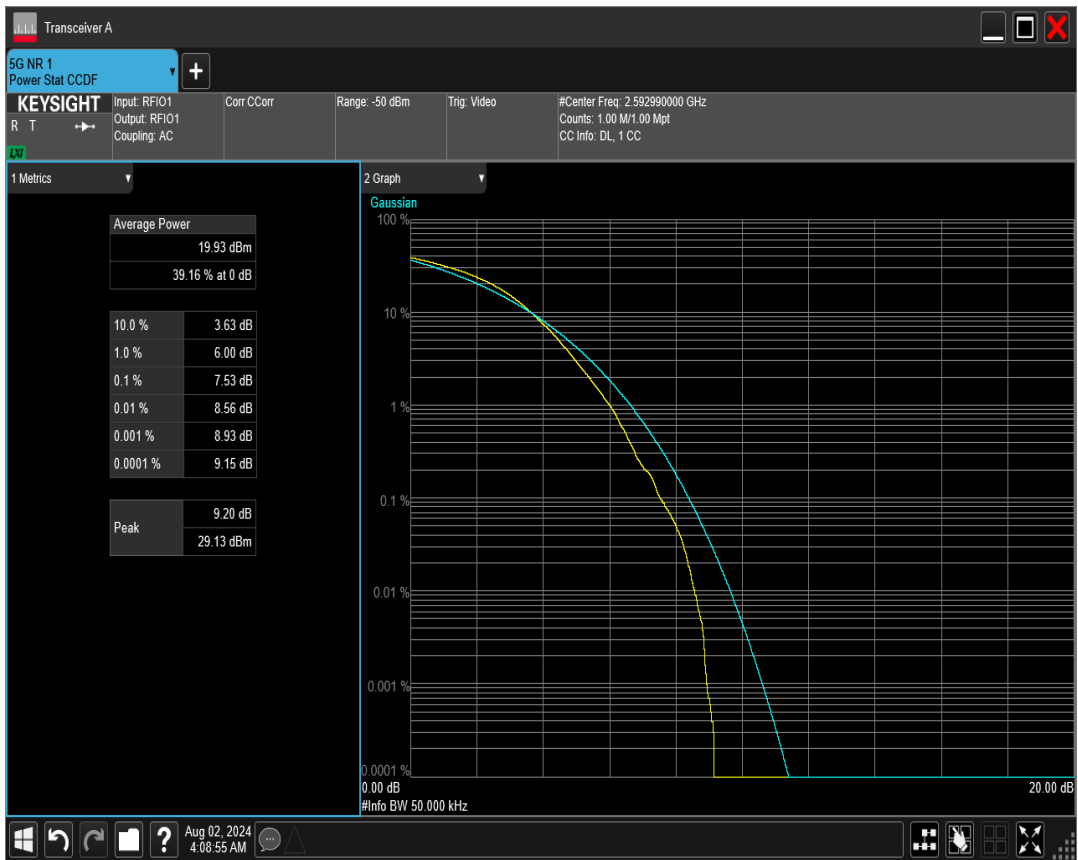 Transceiver A
5G NR 1
Power Stat CCDF
+
KEYSIGHT
R T
LXI
Input: RFIO1
Output: RFIO1
Coupling: AC
Corr CCorr
Range: -50 dBm
Trig: Video
#Center Freq: 2.592990000 GHz
Counts: 1.00 M/1.00 Mpt
CC Info: DL, 1 CC
1 Metrics
Average Power
19.93 dBm
39.16 % at 0 dB
10.0 % 3.63 dB
1.0 % 6.00 dB
0.1 % 7.53 dB
0.01 % 8.56 dB
0.001 % 8.93 dB
0.0001 % 9.15 dB
Peak
9.20 dB
29.13 dBm
2 Graph
Gaussian
100 %
10 %
1 %
0.1 %
0.01 %
0.001 %
0.0001 %
0.00 dB
20.00 dB
#Info BW 50.000 kHz
?
Aug 02, 2024
4:08:55 AM